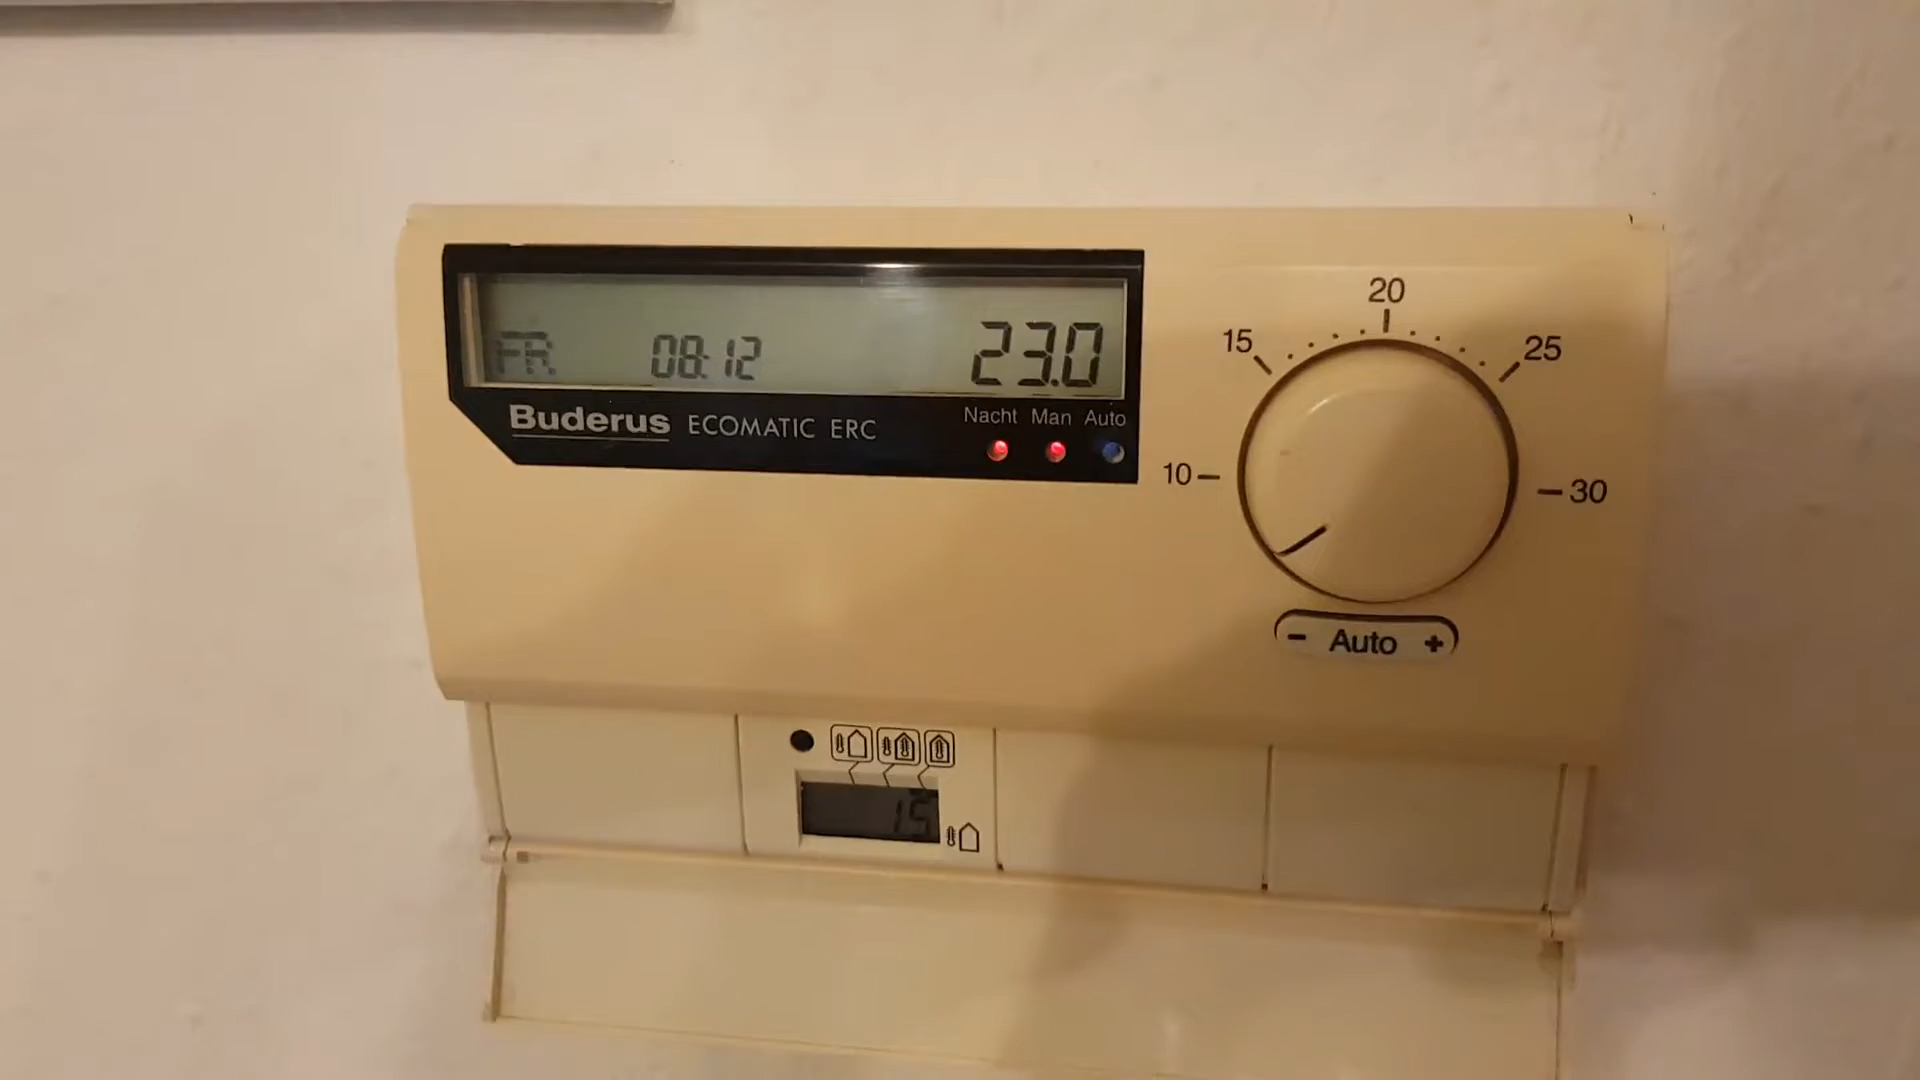 FR 08:12 23.0
Buderus ECOMATIC ERC
Nacht Man Auto
10
15
20
25
30
- Auto +
15